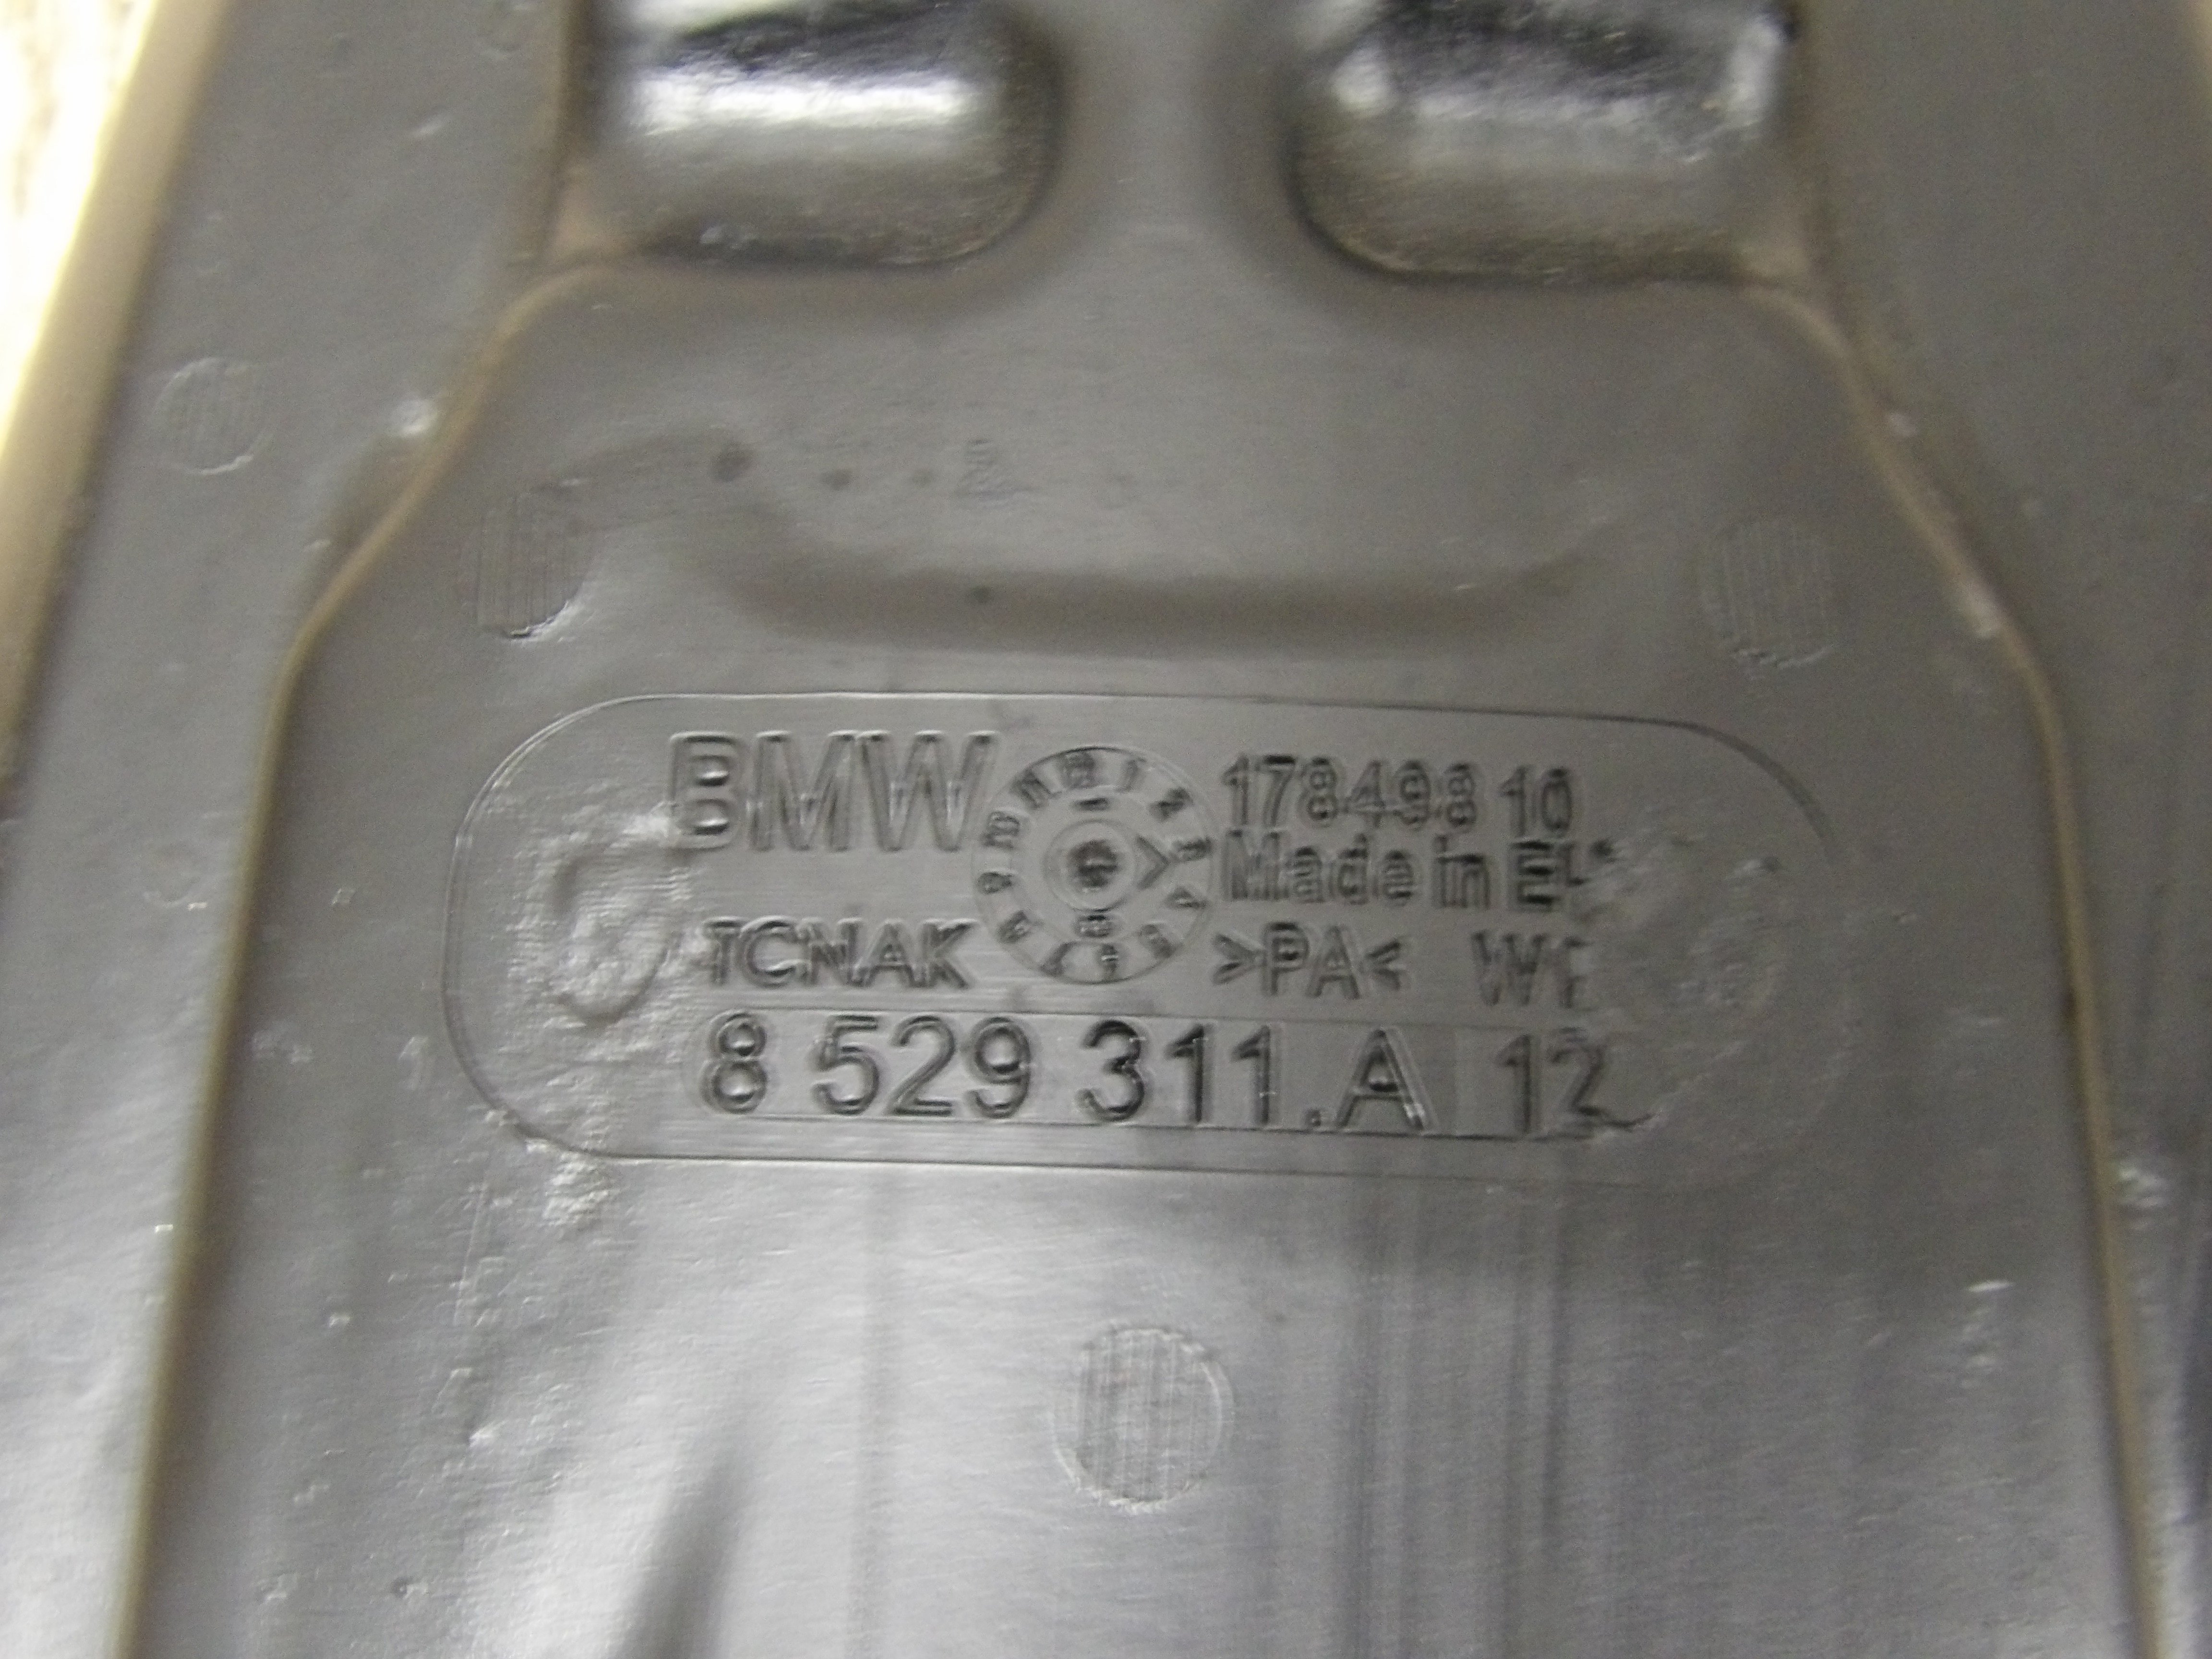 BMW
178498 10
Made in
TCNAK
>PA<
8 529 311.A 12